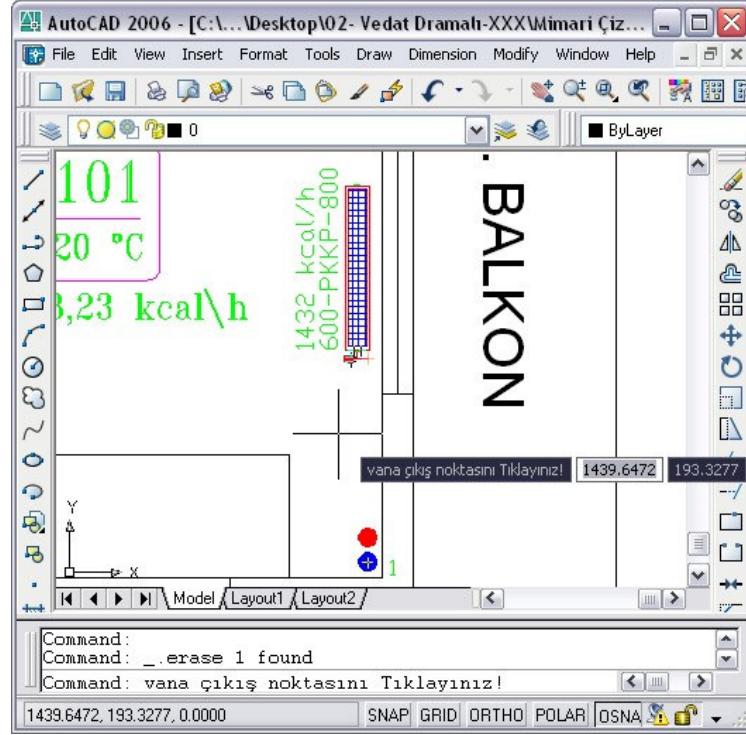 AutoCAD 2006 - [C:\...\Desktop\02- Vedat Dramalı-XXX\Mimari Çiz...
File Edit View Insert Format Tools Draw Dimension Modify Window Help
0
ByLayer
101
20 °C
3,23 kcal\h
1432 kcal/h
600-PKKP-800
. BALKON
vana çıkış noktasını Tıklayınız! 1439.6472 193.3277
Y
X
1
Model Layout1 Layout2
Command:
Command: _.erase 1 found
Command: vana çıkış noktasını Tıklayınız!
1439.6472, 193.3277, 0.0000 SNAP GRID ORTHO POLAR OSNA